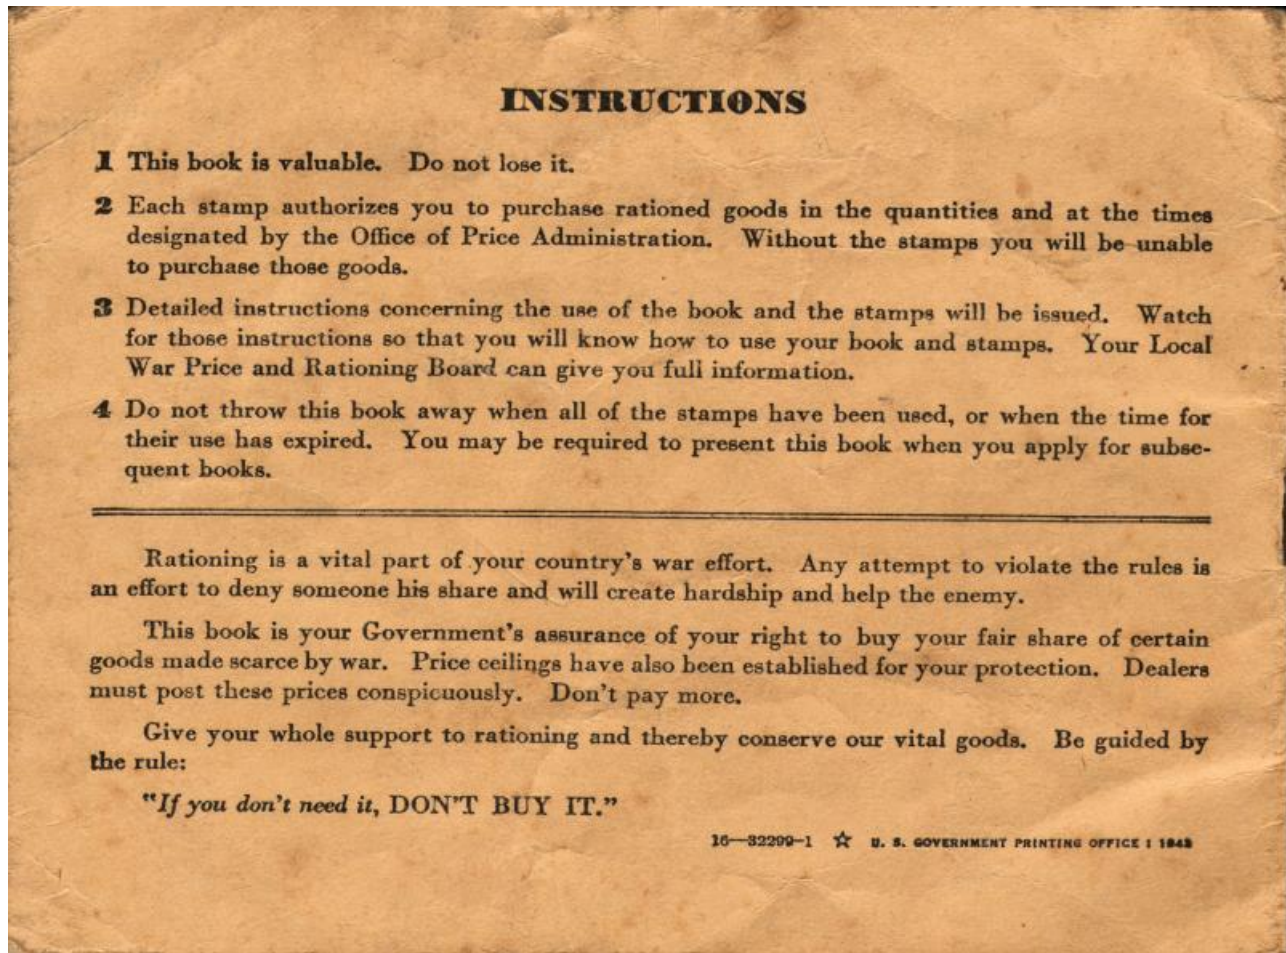 INSTRUCTIONS
1 This book is valuable. Do not lose it.
2 Each stamp authorizes you to purchase rationed goods in the quantities and at the times
designated by the Office of Price Administration. Without the stamps you will be unable
to purchase those goods.
3 Detailed instructions concerning the use of the book and the stamps will be issued. Watch
for those instructions so that you will know how to use your book and stamps. Your Local
War Price and Rationing Board can give you full information.
4 Do not throw this book away when all of the stamps have been used, or when the time for
their use has expired. You may be required to present this book when you apply for subse-
quent books.
Rationing is a vital part of your country's war effort. Any attempt to violate the rules is
an effort to deny someone his share and will create hardship and help the enemy.
This book is your Government's assurance of your right to buy your fair share of certain
goods made scarce by war. Price ceilings have also been established for your protection. Dealers
must post these prices conspicuously. Don't pay more.
Give your whole support to rationing and thereby conserve our vital goods. Be guided by
the rule:
"If you don't need it, DON'T BUY IT."
16—32299-1 ☆ U. S. GOVERNMENT PRINTING OFFICE :